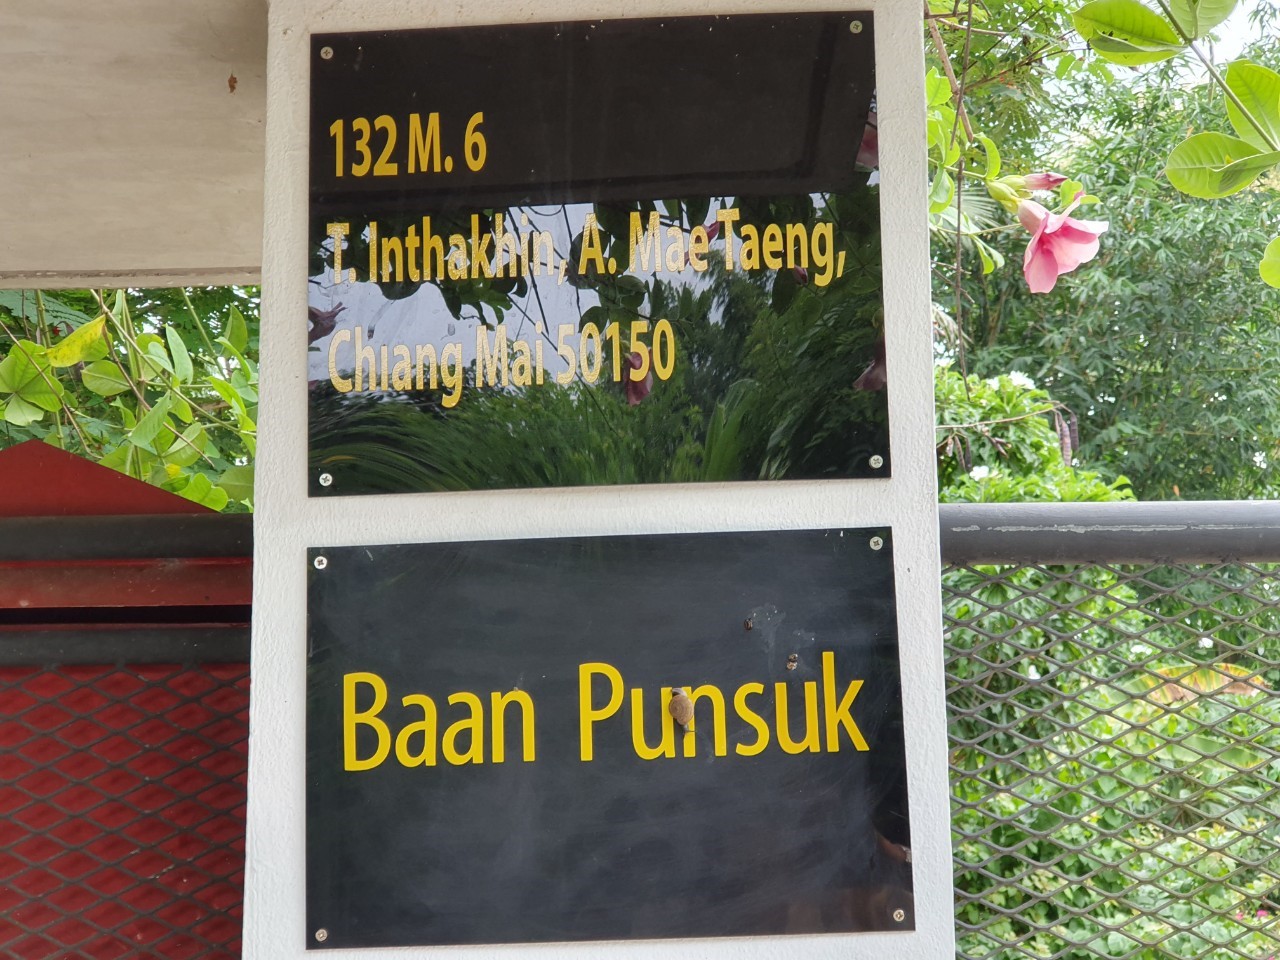 132 M. 6
T. Inthakhin, A. Mae Taeng,
Chiang Mai 50150
Baan Punsuk